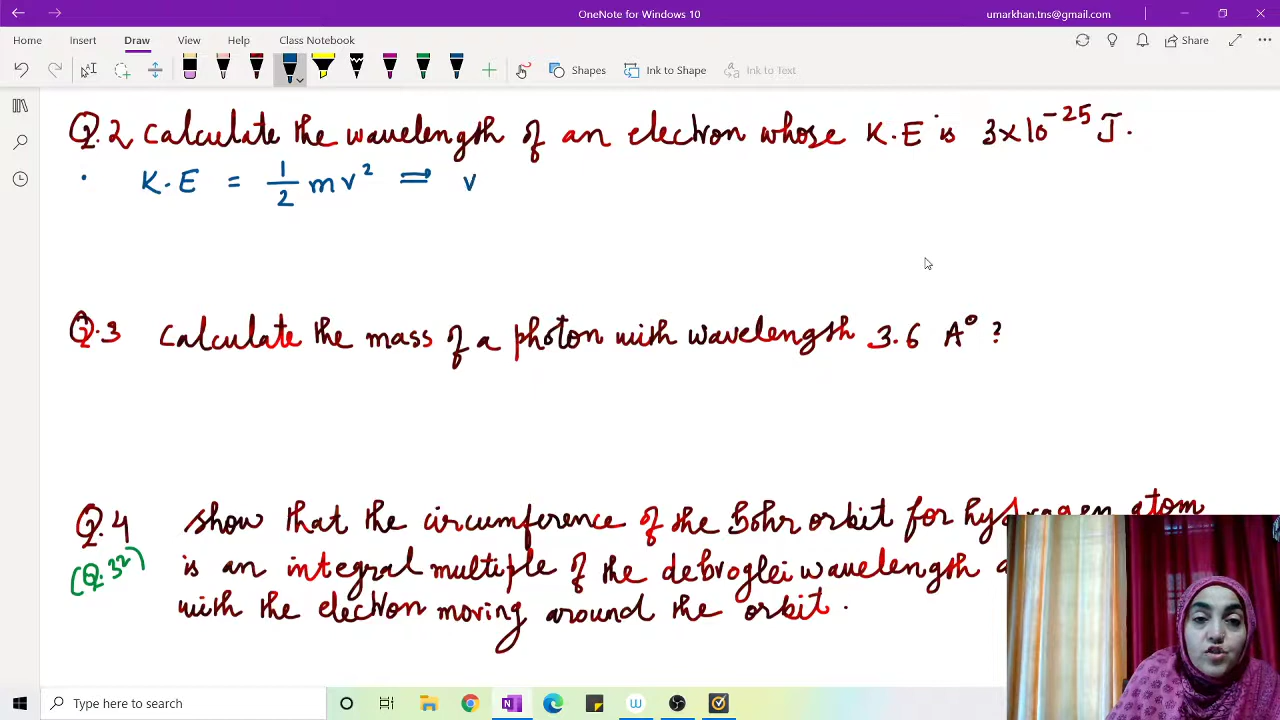 OneNote for Windows 10
umarkhan.tns@gmail.com
Home Insert Draw View Help Class Notebook
Share
Shapes Ink to Shape Ink to Text
Q.2 Calculate the wavelength of an electron whose K.E is 3x10⁻²⁵ J.
K.E = 1/2 mv² ⇒ v
Q.3 Calculate the mass of a photon with wavelength 3.6 A° ?
Q.4 show that the circumference of the Bohr orbit for hydrogen atom
(Q.32) is an integral multiple of the debroglei wavelength
with the electron moving around the orbit.
Type here to search